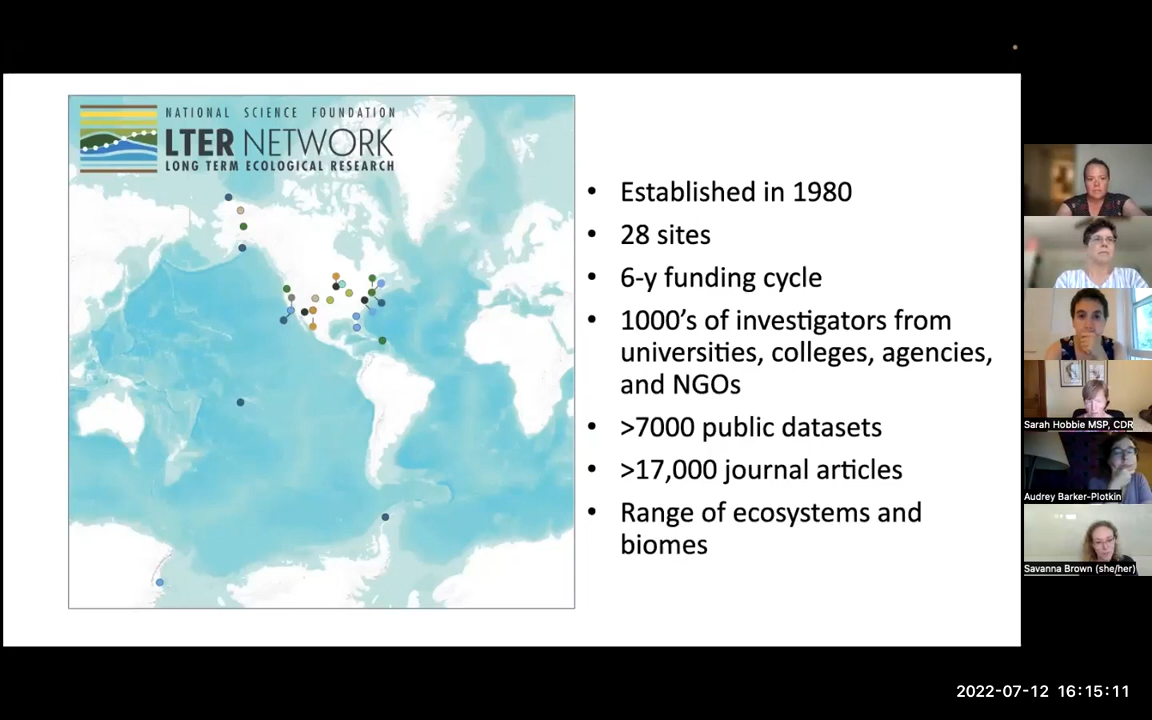 NATIONAL SCIENCE FOUNDATION
LTER NETWORK
LONG TERM ECOLOGICAL RESEARCH
• Established in 1980
• 28 sites
• 6-y funding cycle
• 1000’s of investigators from
universities, colleges, agencies,
and NGOs
• >7000 public datasets
• >17,000 journal articles
• Range of ecosystems and
biomes
Sarah Hobbie MSP, CDR
Audrey Barker-Plotkin
Savanna Brown (she/her)
2022-07-12 16:15:11